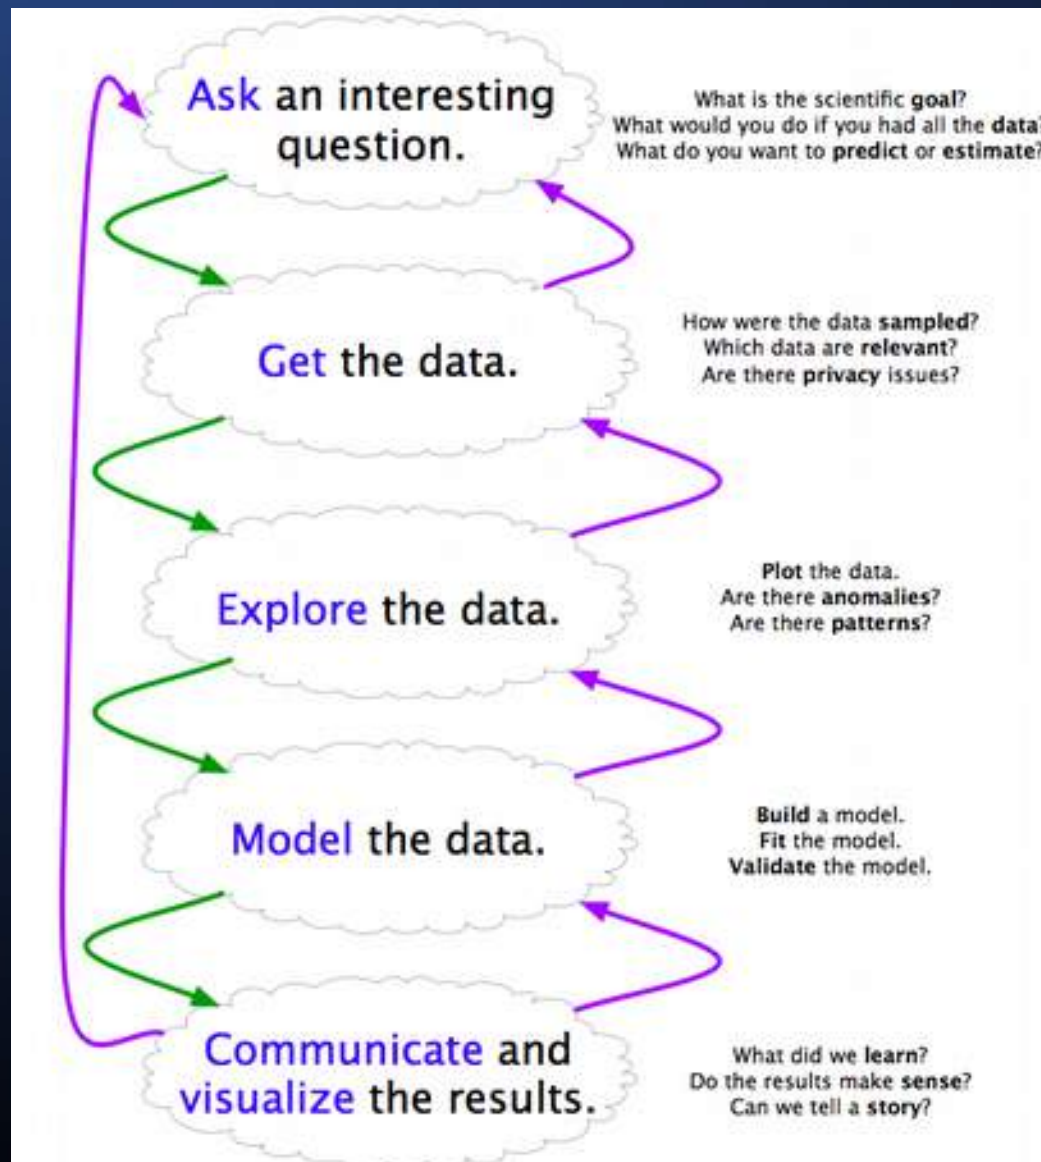 Ask an interesting
question.
What is the scientific goal?
What would you do if you had all the data?
What do you want to predict or estimate?
Get the data.
How were the data sampled?
Which data are relevant?
Are there privacy issues?
Explore the data.
Plot the data.
Are there anomalies?
Are there patterns?
Model the data.
Build a model.
Fit the model.
Validate the model.
Communicate and
visualize the results.
What did we learn?
Do the results make sense?
Can we tell a story?